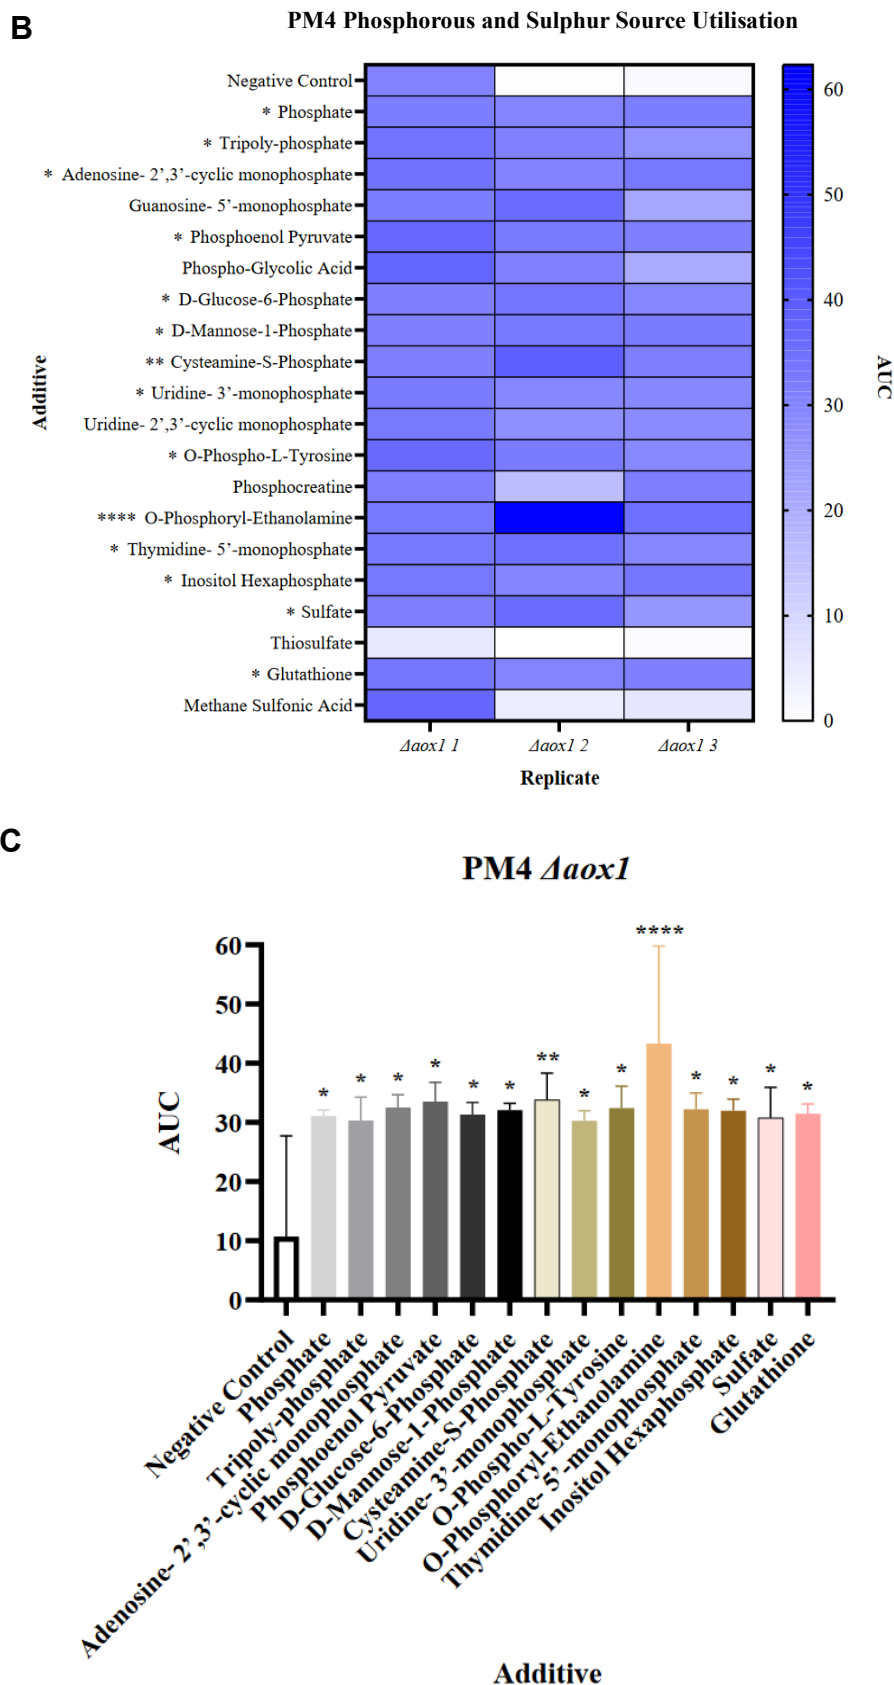 B
PM4 Phosphorous and Sulphur Source Utilisation
Negative Control
* Phosphate
* Tripoly-phosphate
* Adenosine- 2’,3’-cyclic monophosphate
Guanosine- 5’-monophosphate
* Phosphoenol Pyruvate
Phospho-Glycolic Acid
* D-Glucose-6-Phosphate
* D-Mannose-1-Phosphate
** Cysteamine-S-Phosphate
* Uridine- 3’-monophosphate
Uridine- 2’,3’-cyclic monophosphate
* O-Phospho-L-Tyrosine
Phosphocreatine
**** O-Phosphoryl-Ethanolamine
* Thymidine- 5’-monophosphate
* Inositol Hexaphosphate
* Sulfate
Thiosulfate
* Glutathione
Methane Sulfonic Acid
Additive
Δaox1 1
Δaox1 2
Δaox1 3
Replicate
60
50
40
30
20
10
0
AUC
C
PM4 Δaox1
60
50
40
30
20
10
0
AUC
*
*
*
*
*
*
**
*
*
****
*
*
*
*
Negative Control
Phosphate
Tripoly-phosphate
Adenosine- 2’,3’-cyclic monophosphate
Phosphoenol Pyruvate
D-Glucose-6-Phosphate
D-Mannose-1-Phosphate
Cysteamine-S-Phosphate
Uridine- 3’-monophosphate
O-Phospho-L-Tyrosine
O-Phosphoryl-Ethanolamine
Thymidine- 5’-monophosphate
Inositol Hexaphosphate
Sulfate
Glutathione
Additive